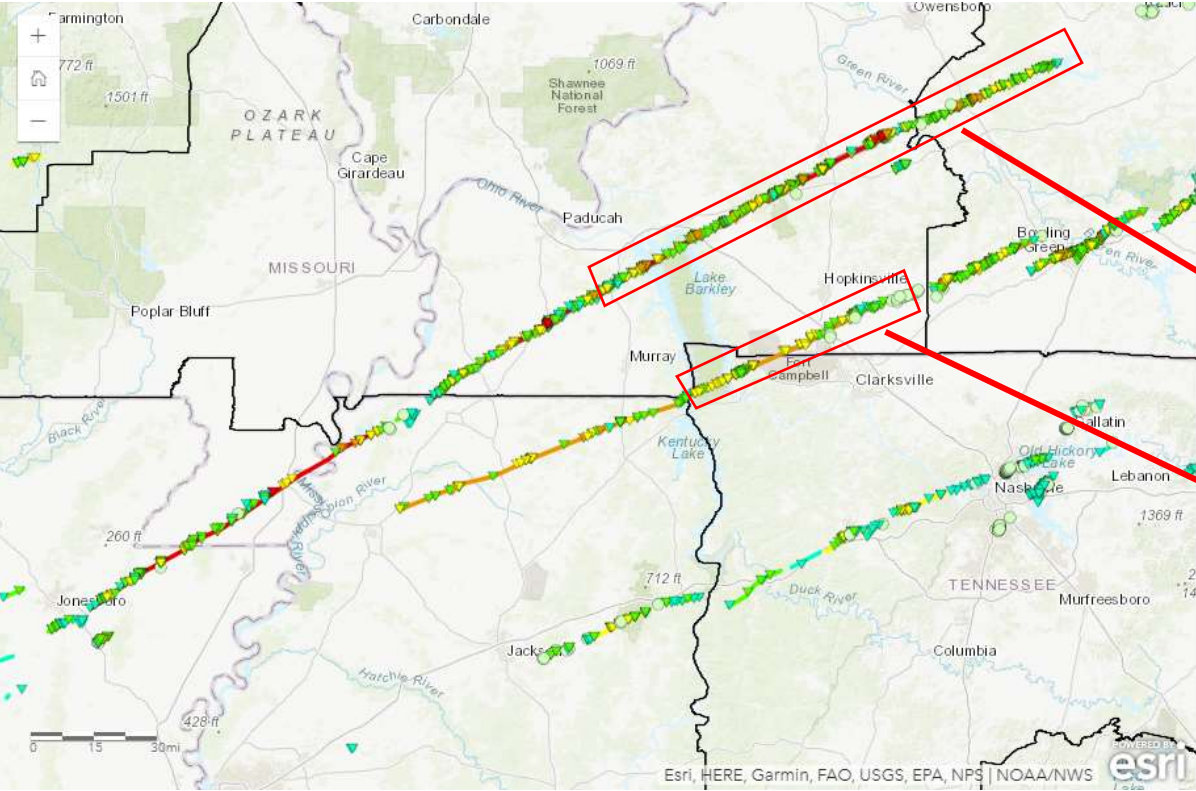 Farmington
Carbondale
Owensboro
+
772 ft
1069 ft
Green River
1501 ft
Shawnee
National
Forest
−
OZARK
PLATEAU
Cape
Girardeau
Ohio River
Paducah
Bowling
Green
Green River
MISSOURI
Hopkinsville
Lake
Barkley
Poplar Bluff
Murray
Fort
Campbell
Clarksville
Black River
Gallatin
Kentucky
Lake
Old Hickory
Lake
Lebanon
Obion River
Nashville
Mississippi River
1369 ft
260 ft
712 ft
TENNESSEE
Duck River
Jonesboro
Murfreesboro
Jackson
Columbia
Hatchie River
428 ft
0 15 30mi
POWERED BY
esri
Esri, HERE, Garmin, FAO, USGS, EPA, NPS | NOAA/NWS